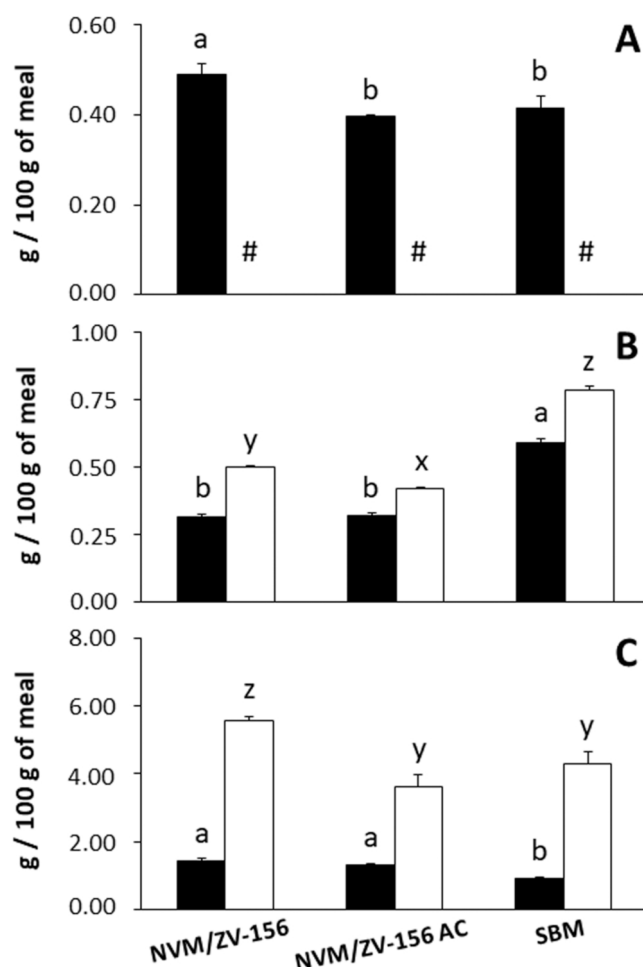 A
0.60
a
b
b
0.40
0.20
# # #
0.00
g / 100 g of meal
B
1.00
z
0.75
a
y
x
0.50
b
b
0.25
0.00
g / 100 g of meal
C
8.00
z
6.00
y
y
4.00
2.00
a
a
b
0.00
g / 100 g of meal
NVM/ZV-156 NVM/ZV-156 AC SBM